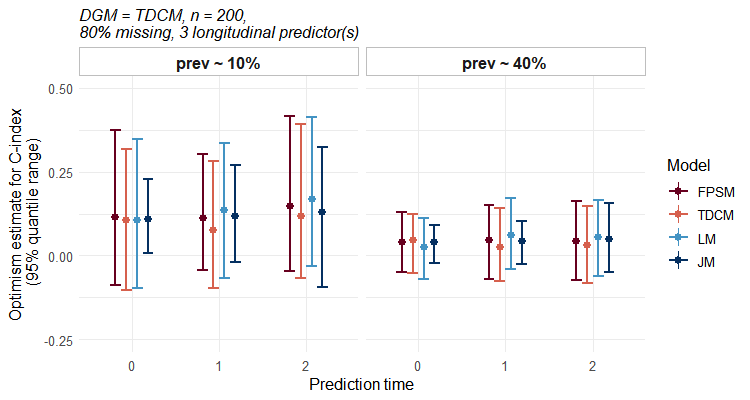 DGM = TDCM, n = 200,
80% missing, 3 longitudinal predictor(s)
prev ~ 10%
prev ~ 40%
Optimism estimate for C-index
(95% quantile range)
0.50
0.25
0.00
-0.25
0 1 2
0 1 2
Prediction time
Model
FPSM
TDCM
LM
JM